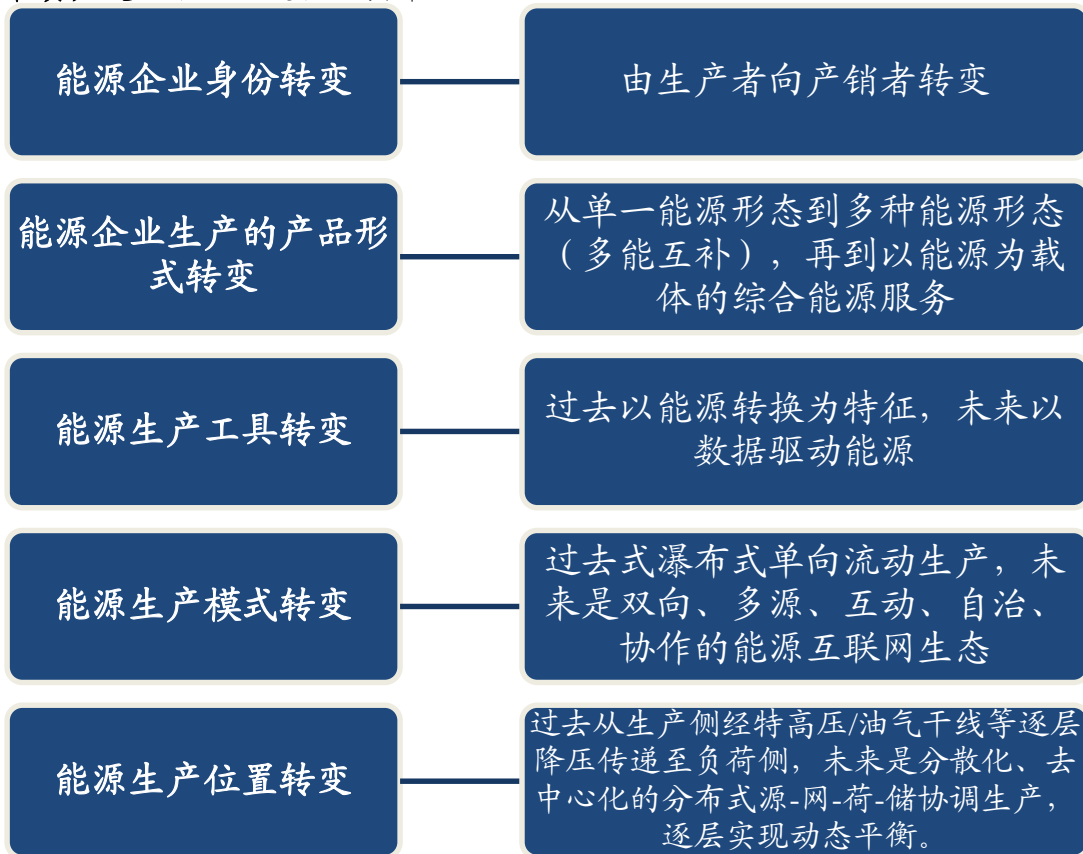 能源企业身份转变
由生产者向产销者转变
能源企业生产的产品形
式转变
从单一能源形态到多种能源形态
（多能互补），再到以能源为载
体的综合能源服务
能源生产工具转变
过去以能源转换为特征，未来以
数据驱动能源
能源生产模式转变
过去式瀑布式单向流动生产，未
来是双向、多源、互动、自治、
协作的能源互联网生态
能源生产位置转变
过去从生产侧经特高压/油气干线等逐层
降压传递至负荷侧，未来是分散化、去
中心化的分布式源-网-荷-储协调生产，
逐层实现动态平衡。